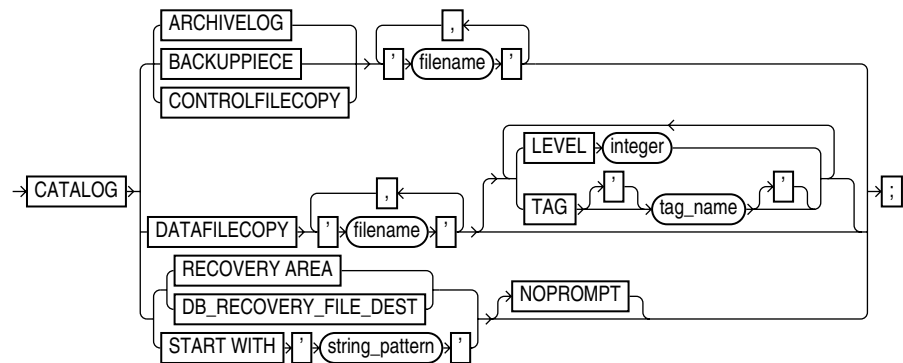 ARCHIVELOG
,
BACKUPPIECE ' filename '
CONTROLFILECOPY
LEVEL integer
CATALOG ;
, ' '
TAG tag_name
DATAFILECOPY ' filename '
RECOVERY AREA
NOPROMPT
DB_RECOVERY_FILE_DEST
START WITH ' string_pattern '